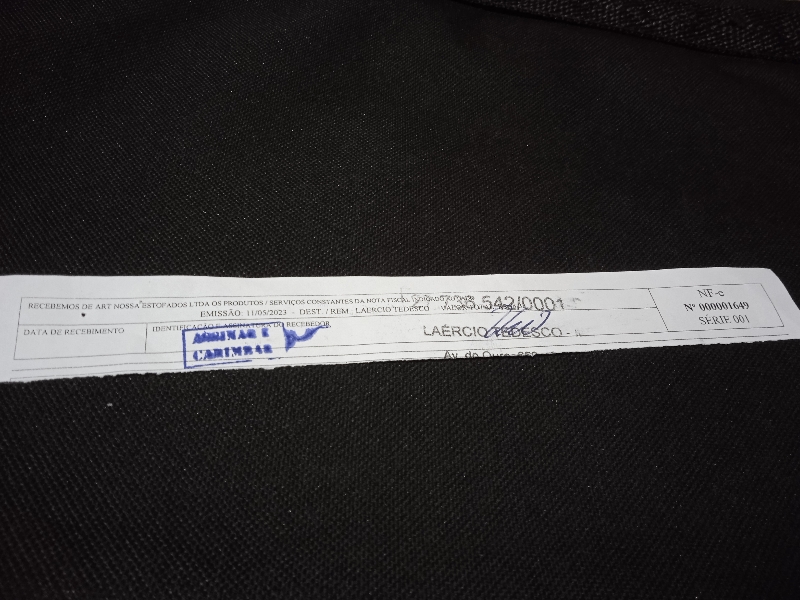 RECEBEMOS DE ART NOSSA ESTOFADOS LTDA OS PRODUTOS / SERVIÇOS CONSTANTES DA NOTA FISCAL
EMISSÃO: 11/05/2023 - DEST. / REM.: LAERCIO TEDESCO -
.542/0001
NF-e
Nº 000001649
SÉRIE 001
DATA DE RECEBIMENTO
IDENTIFICAÇÃO E ASSINATURA DO RECEBEDOR
ASSINAR E
CARIMBAR
LAÉRCIO TEDESCO -